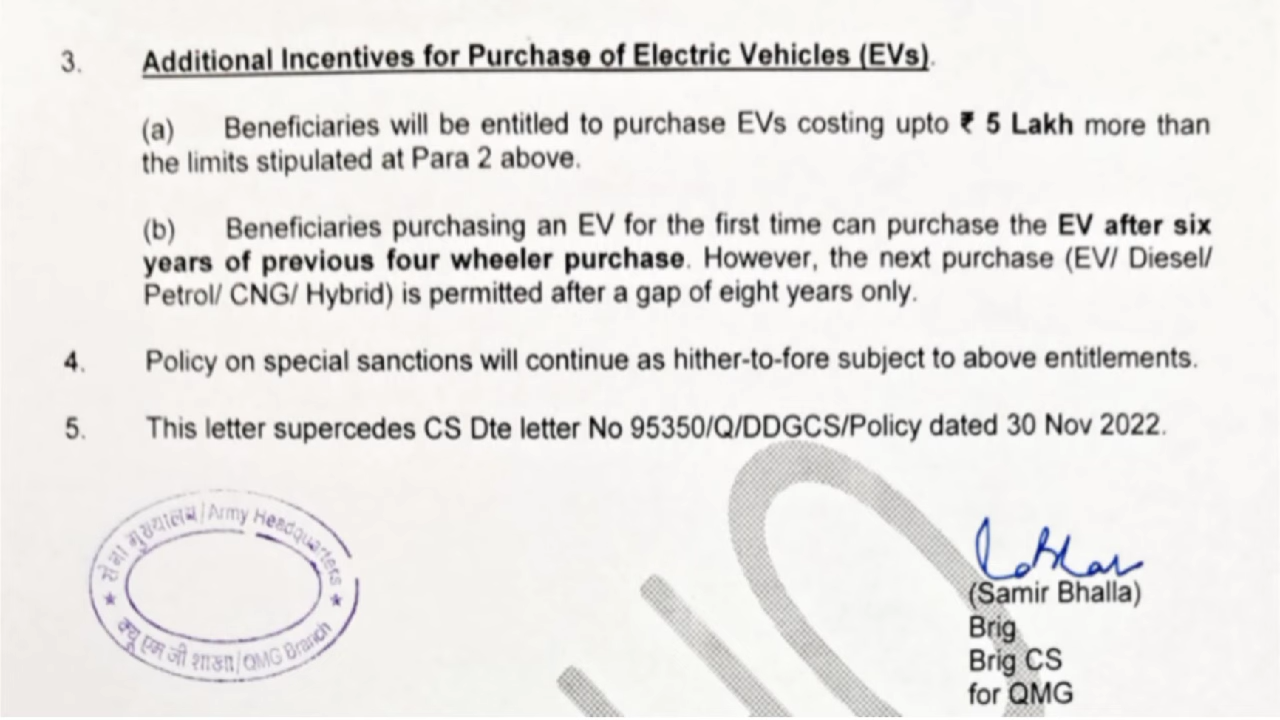 3. Additional Incentives for Purchase of Electric Vehicles (EVs).
(a) Beneficiaries will be entitled to purchase EVs costing upto ₹ 5 Lakh more than
the limits stipulated at Para 2 above.
(b) Beneficiaries purchasing an EV for the first time can purchase the EV after six
years of previous four wheeler purchase. However, the next purchase (EV/ Diesel/
Petrol/ CNG/ Hybrid) is permitted after a gap of eight years only.
4. Policy on special sanctions will continue as hither-to-fore subject to above entitlements.
5. This letter supercedes CS Dte letter No 95350/Q/DDGCS/Policy dated 30 Nov 2022.
सेना मुख्यालय/Army Headquarters
क्यू एम जी शाखा/QMG Branch
(Samir Bhalla)
Brig
Brig CS
for QMG